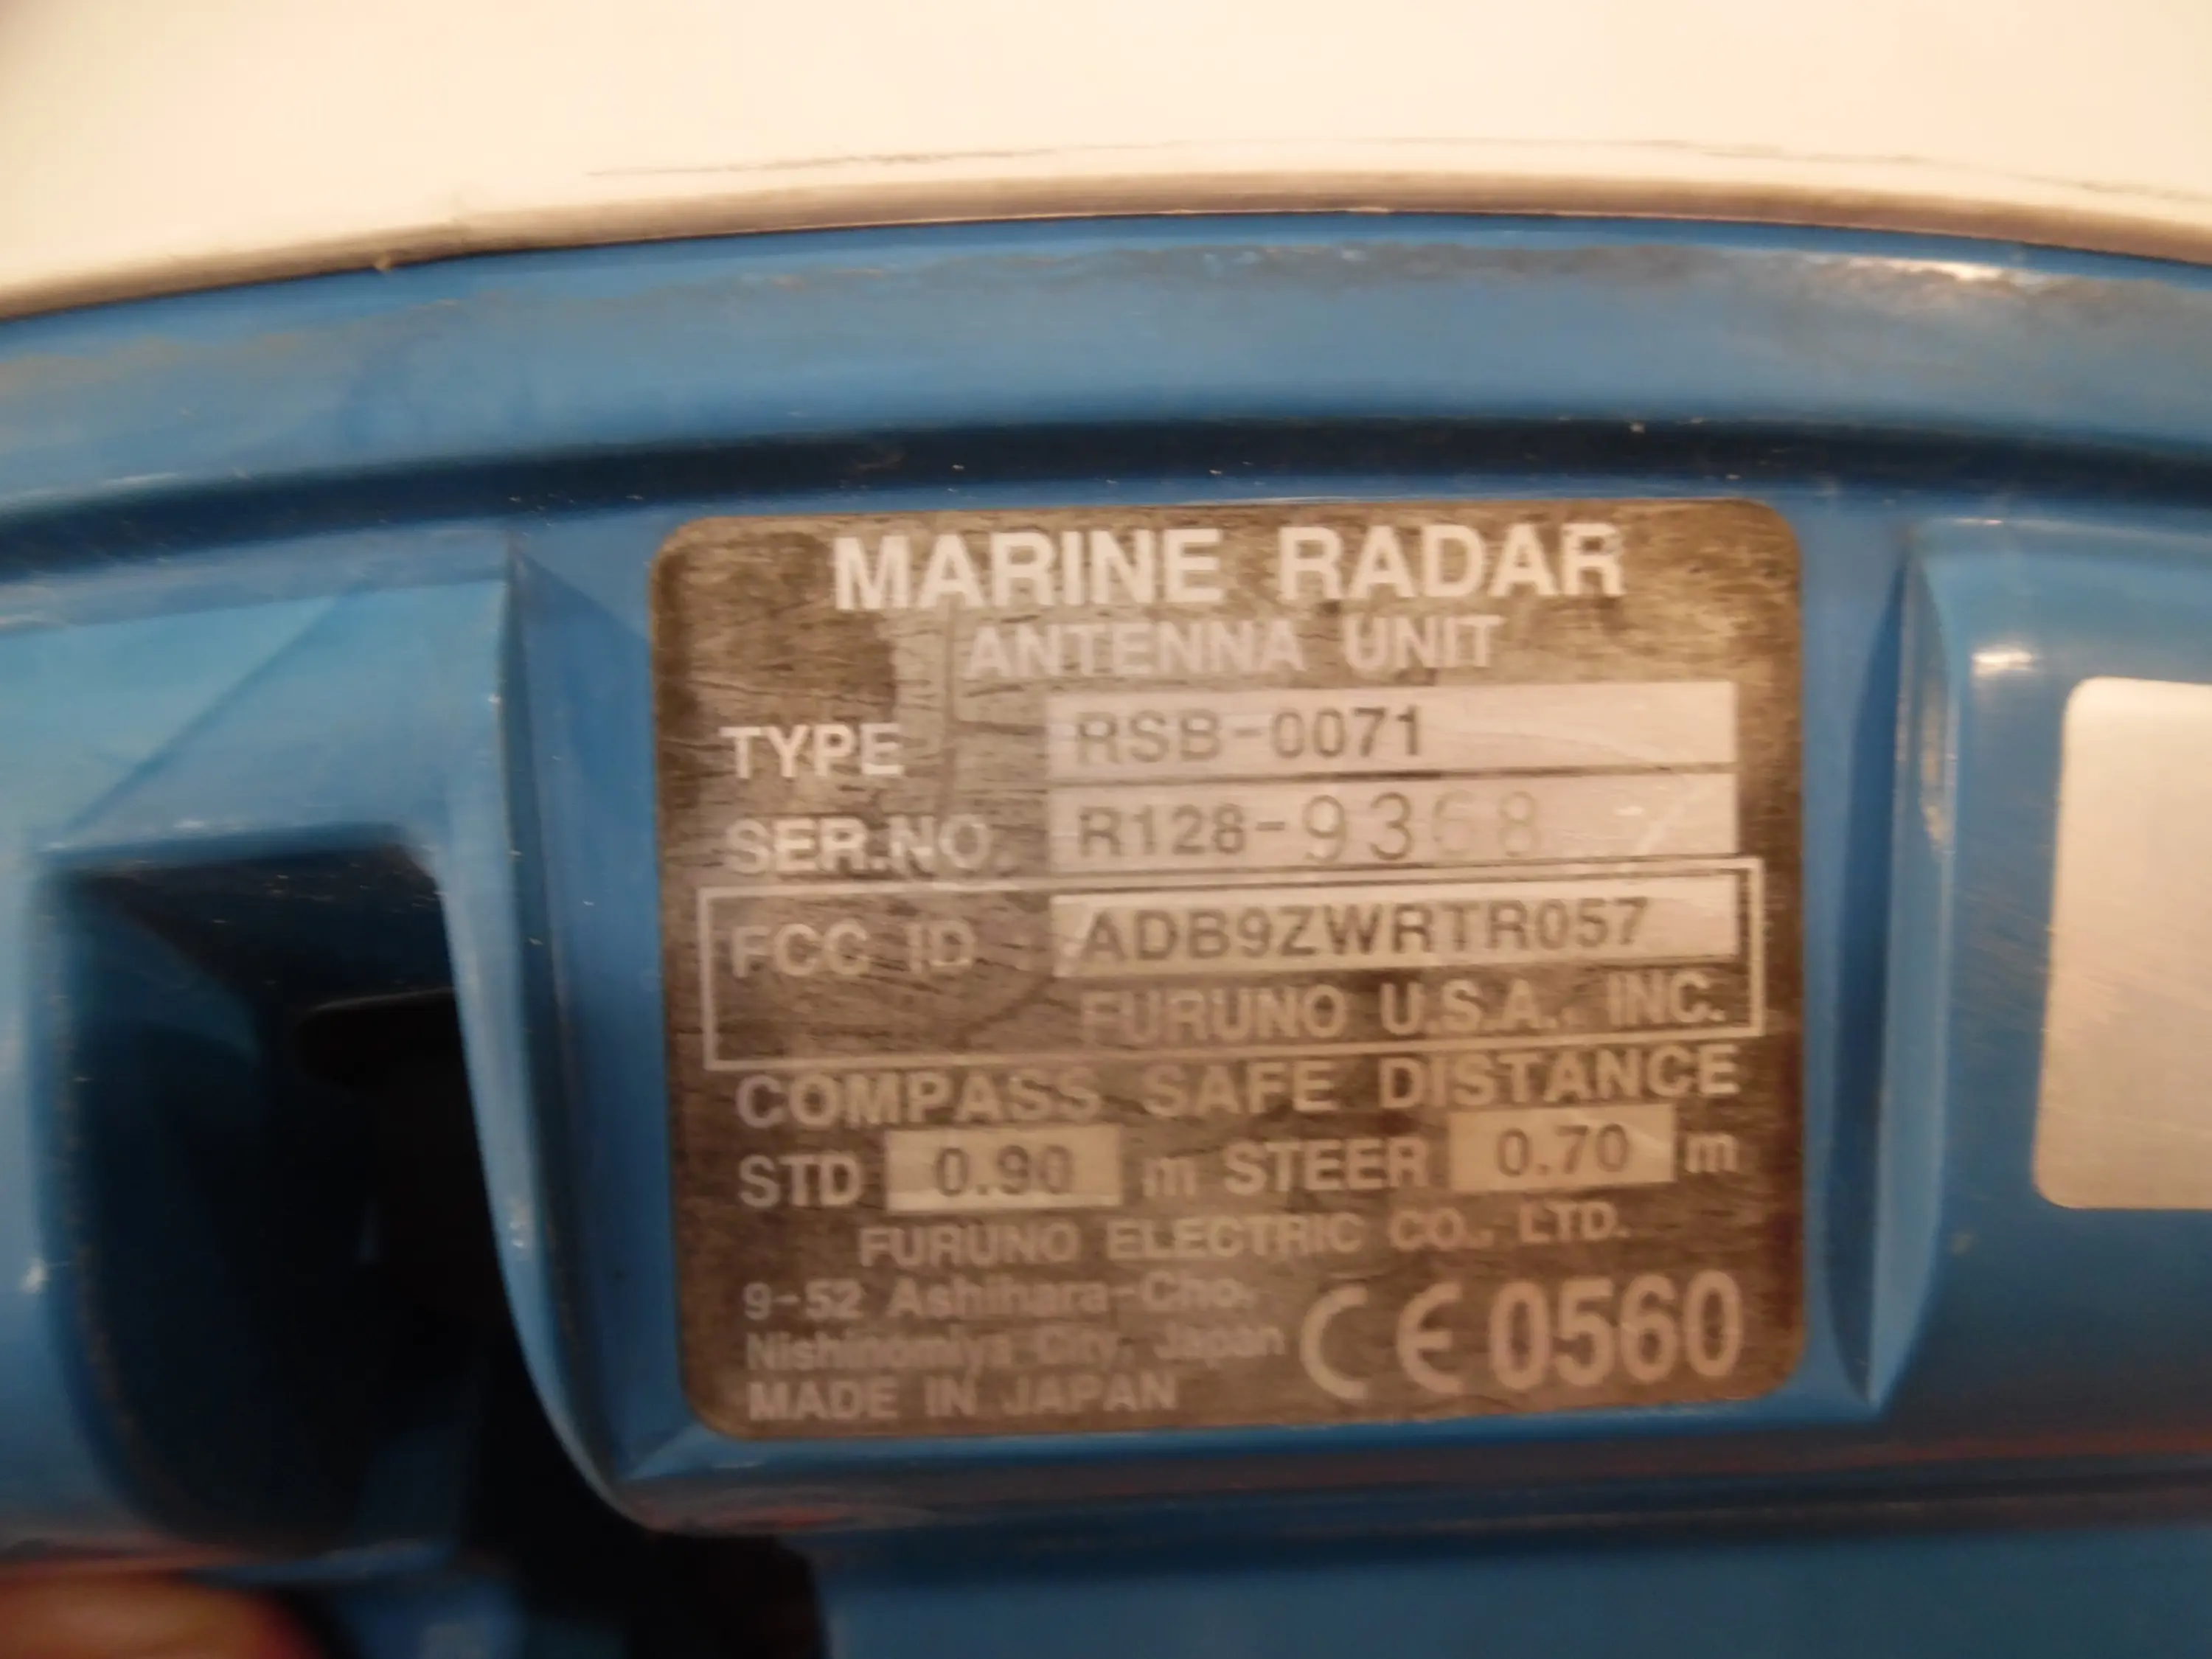 MARINE RADAR
ANTENNA UNIT
TYPE RSB-0071
SER.NO. R128-9368
FCC ID ADB9ZWRTR057
FURUNO U.S.A., INC.
COMPASS SAFE DISTANCE
STD 0.90 m STEER 0.70 m
FURUNO ELECTRIC CO., LTD.
9-52 Ashihara-Cho,
Nishinomiya City, Japan
MADE IN JAPAN
CE 0560